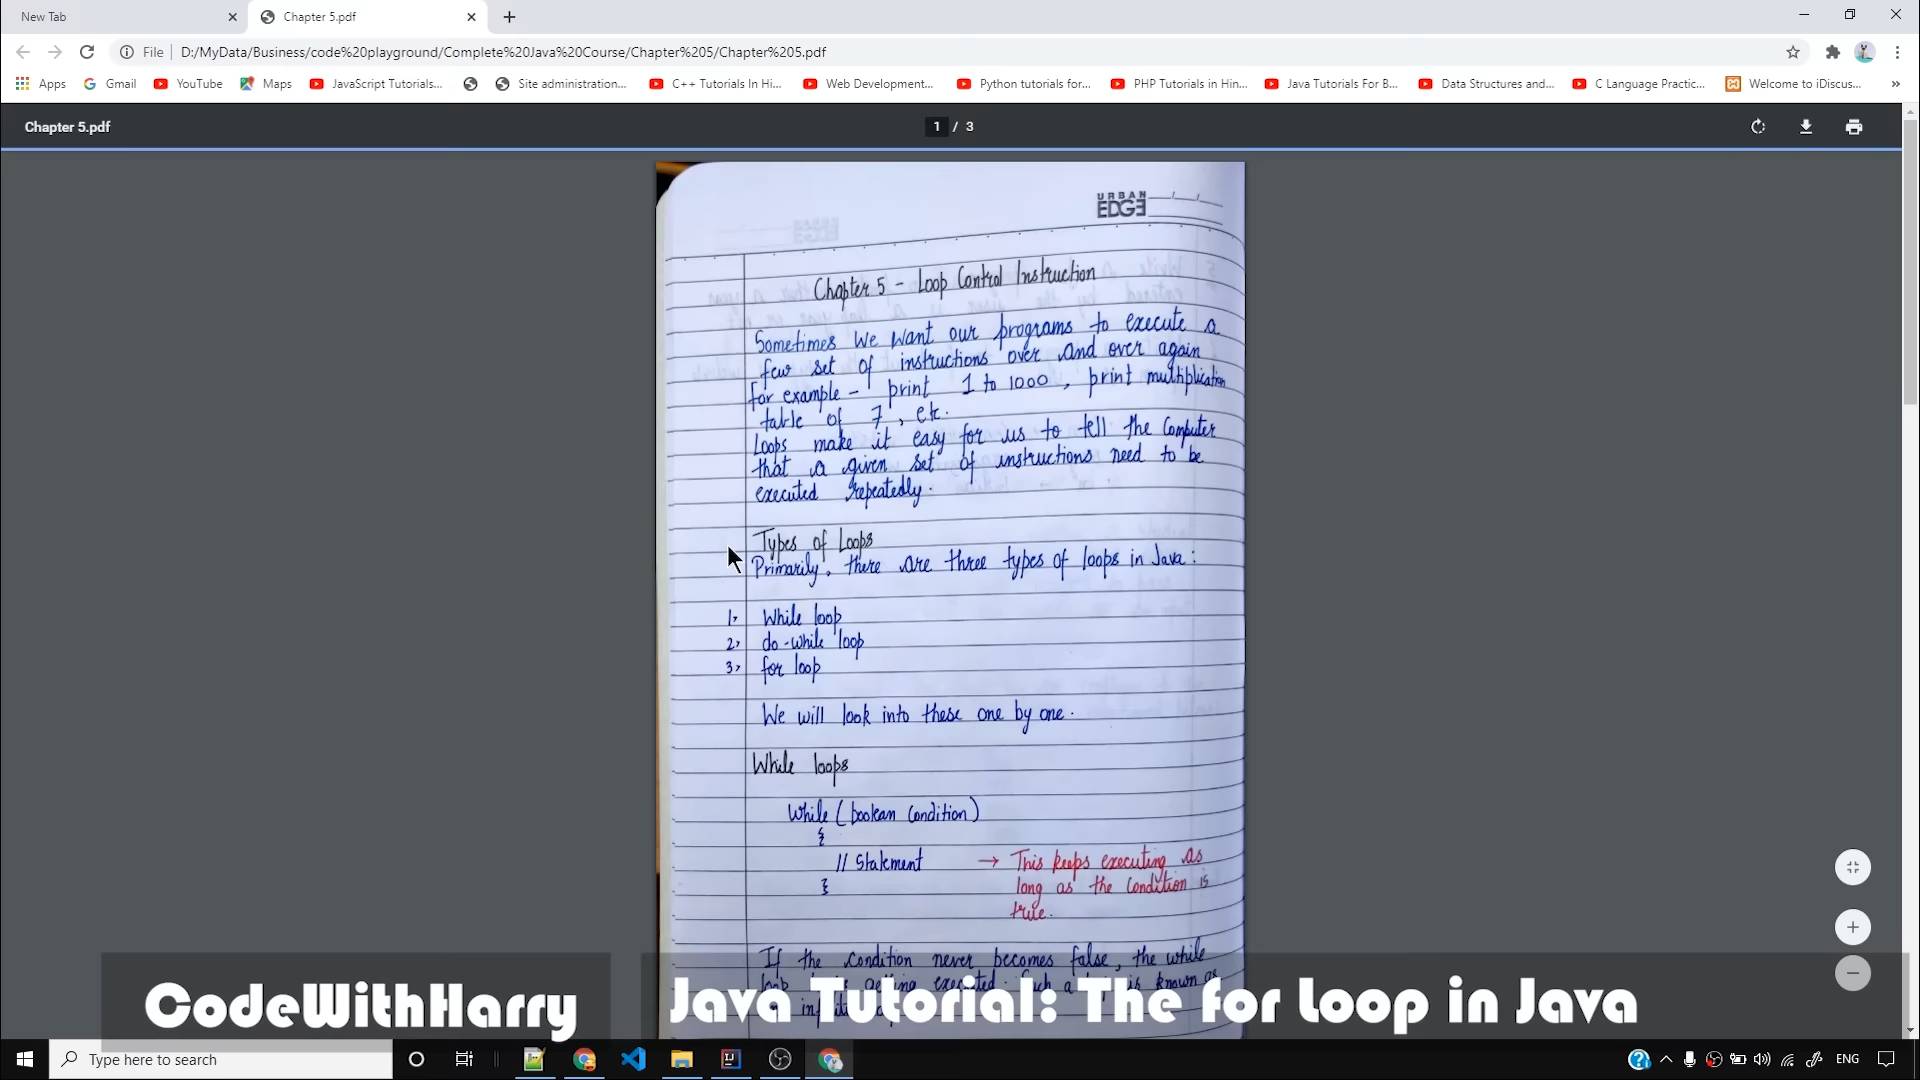 New Tab
Chapter 5.pdf
File
D:/MyData/Business/code%20playground/Complete%20Java%20Course/Chapter%205/Chapter%205.pdf
Apps Gmail YouTube Maps JavaScript Tutorials... Site administration... C++ Tutorials In Hi... Web Development... Python tutorials for... PHP Tutorials in Hin... Java Tutorials For B... Data Structures and... C Language Practic... Welcome to iDiscus...
Chapter 5.pdf
1 / 3
URBAN
EDGE
Chapter 5 - Loop Control Instruction
Sometimes we want our programs to execute a
few set of instructions over and over again
for example - print 1 to 1000, print multiplication
table of 7, etc.
Loops make it easy for us to tell the computer
that a given set of instructions need to be
executed repeatedly.
Types of Loops
Primarily, there are three types of loops in Java:
1, While loop
2, do-while loop
3, for loop
We will look into these one by one.
While loops
While (boolean condition)
{
// Statement → This keeps executing as
} long as the condition is
true.
If the condition never becomes false, the while
getting executed. Such a is known as
CodeWithHarry
Java Tutorial: The for Loop in Java
Type here to search
ENG